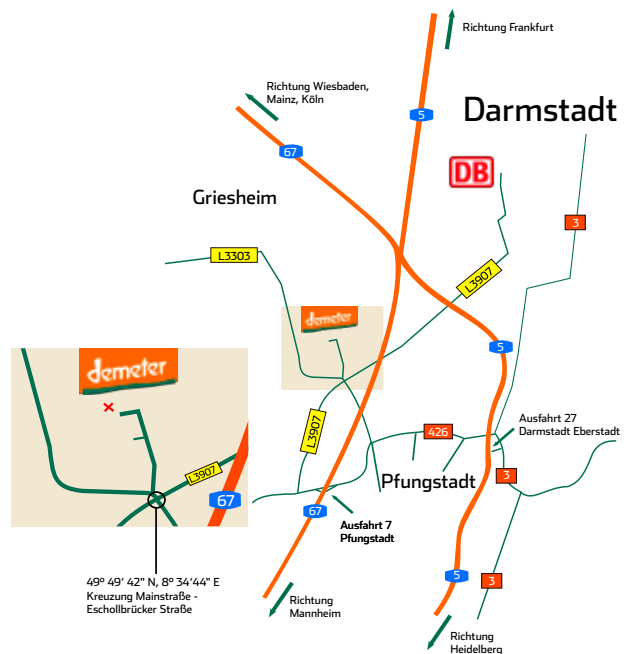 Richtung Frankfurt
5
Richtung Wiesbaden,
Mainz, Köln
Darmstadt
67
DB
Griesheim
3
L3303
L3907
demeter
5
demeter
L3907
426
Ausfahrt 27
Darmstadt Eberstadt
L3907
Pfungstadt
3
67
67
Ausfahrt 7
Pfungstadt
49º 49' 42" N, 8º 34'44" E
Kreuzung Mainstraße -
Eschollbrücker Straße
5
3
Richtung
Mannheim
Richtung
Heidelberg